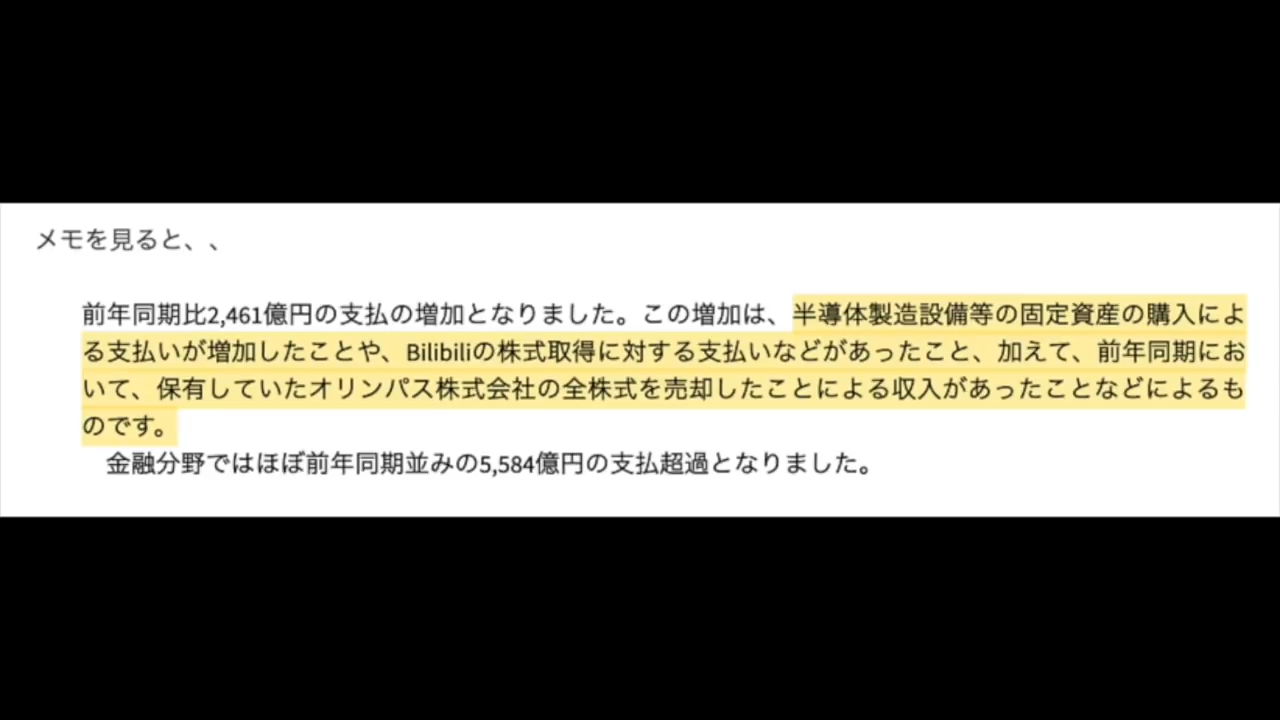 メモを見ると、、
前年同期比2,461億円の支払の増加となりました。この増加は、半導体製造設備等の固定資産の購入によ
る支払いが増加したことや、Bilibiliの株式取得に対する支払いなどがあったこと、加えて、前年同期にお
いて、保有していたオリンパス株式会社の全株式を売却したことによる収入があったことなどによるも
のです。
金融分野ではほぼ前年同期並みの5,584億円の支払超過となりました。